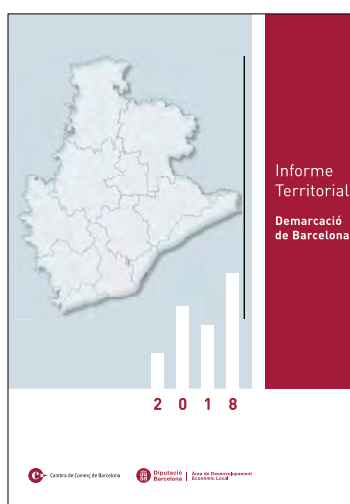 Informe
Territorial
Demarcació
de Barcelona
2 0 1 8
Cambra de Comerç de Barcelona
Diputació
Barcelona
Àrea de Desenvolupament
Econòmic Local